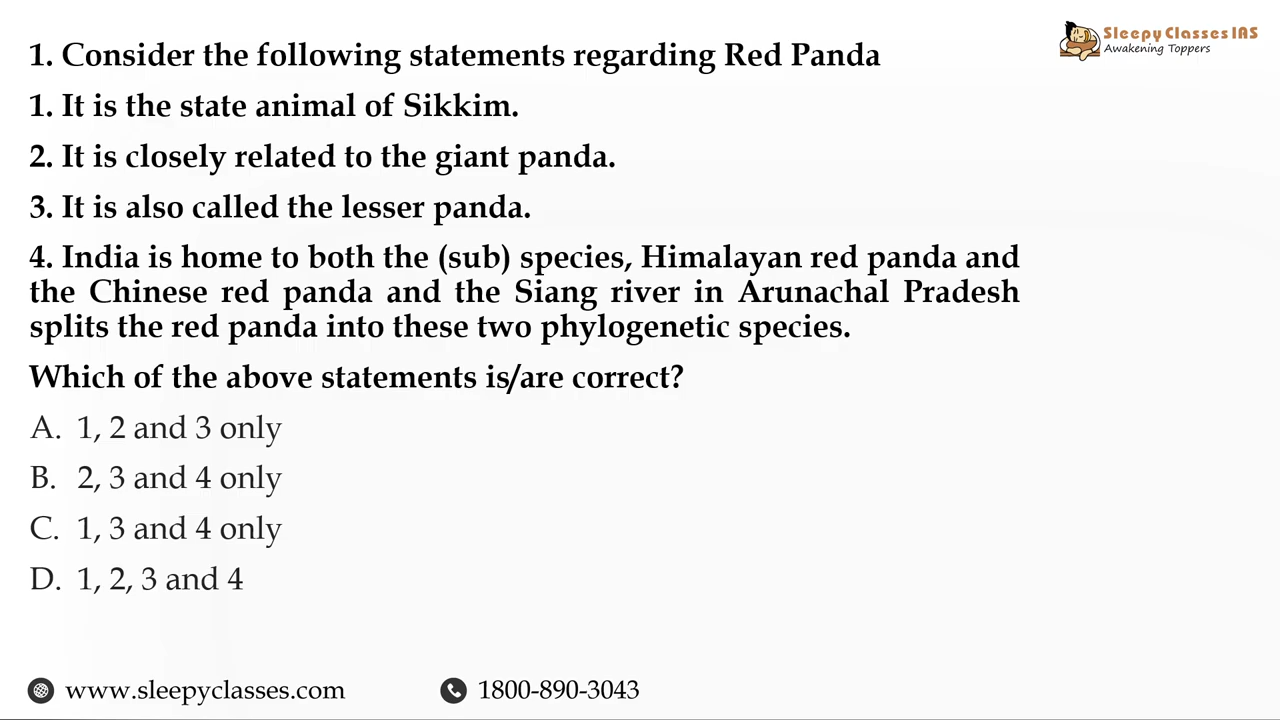 Sleepy Classes IAS
Awakening Toppers
1. Consider the following statements regarding Red Panda
1. It is the state animal of Sikkim.
2. It is closely related to the giant panda.
3. It is also called the lesser panda.
4. India is home to both the (sub) species, Himalayan red panda and
the Chinese red panda and the Siang river in Arunachal Pradesh
splits the red panda into these two phylogenetic species.
Which of the above statements is/are correct?
A. 1, 2 and 3 only
B. 2, 3 and 4 only
C. 1, 3 and 4 only
D. 1, 2, 3 and 4
www.sleepyclasses.com 1800-890-3043